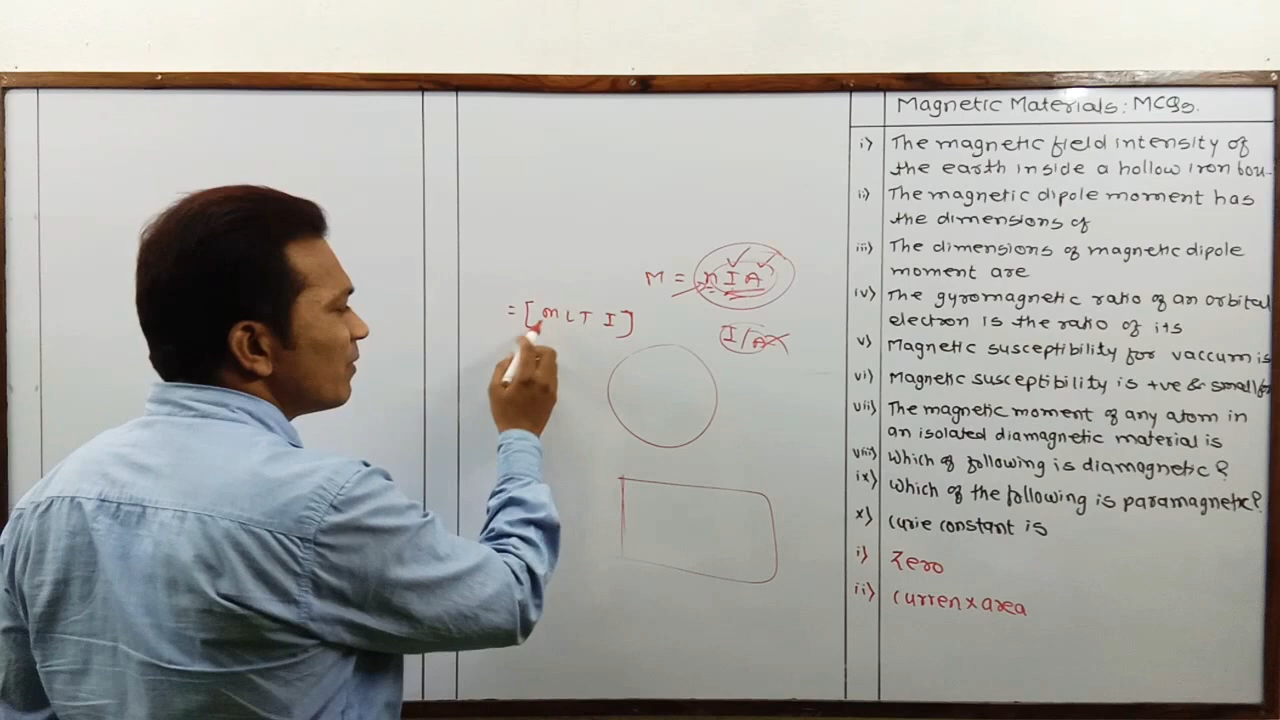 M = nIA
= [M L T I]
I/A
Magnetic Materials: MCQs.
i) The magnetic field intensity of
the earth inside a hollow iron box
ii) The magnetic dipole moment has
the dimensions of
iii) The dimensions of magnetic dipole
moment are
iv) The gyromagnetic ratio of an orbital
electron is the ratio of its
v) Magnetic susceptibility for vaccum is
vi) Magnetic susceptibility is +ve & small for
vii) The magnetic moment of any atom in
an isolated diamagnetic material is
viii) Which of following is diamagnetic?
ix) Which of the following is paramagnetic?
x) Curie constant is
i) Zero
ii) Curren x area